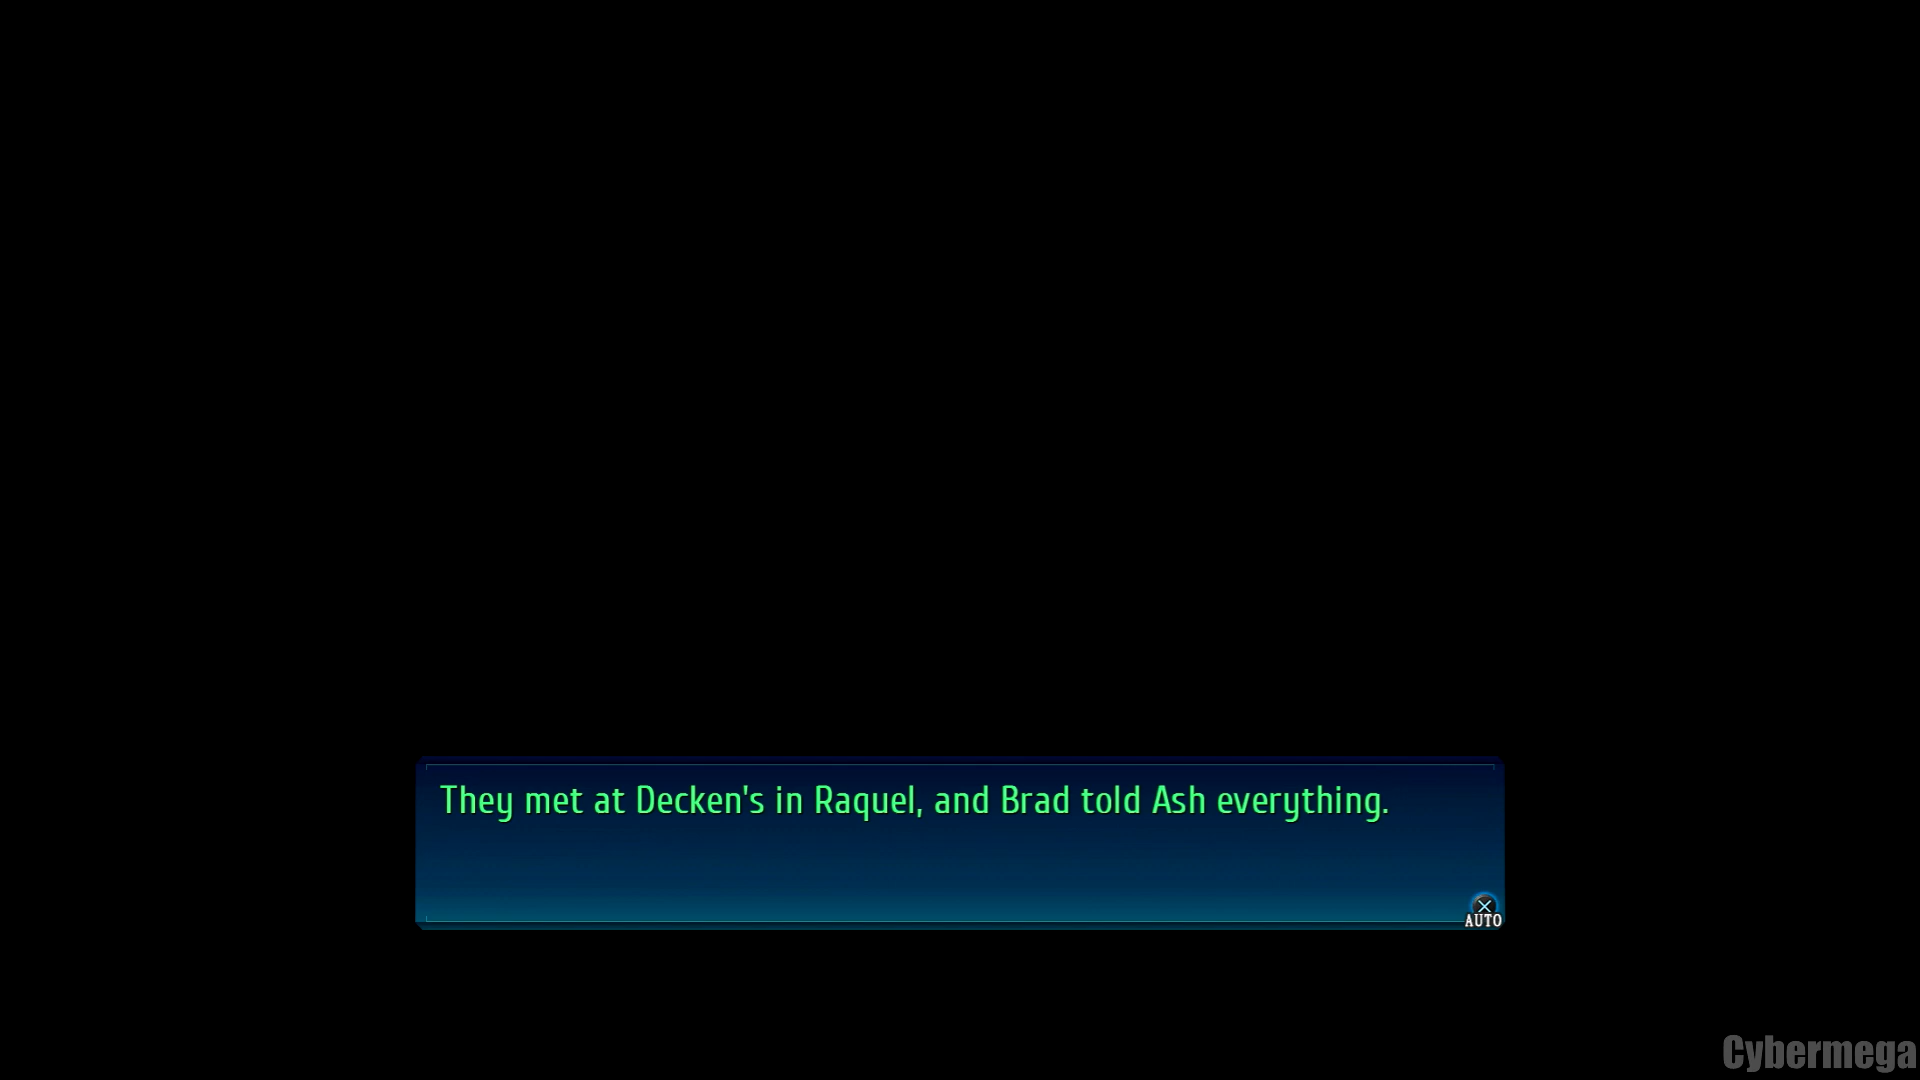 They met at Decken's in Raquel, and Brad told Ash everything.
AUTO
Cybermega